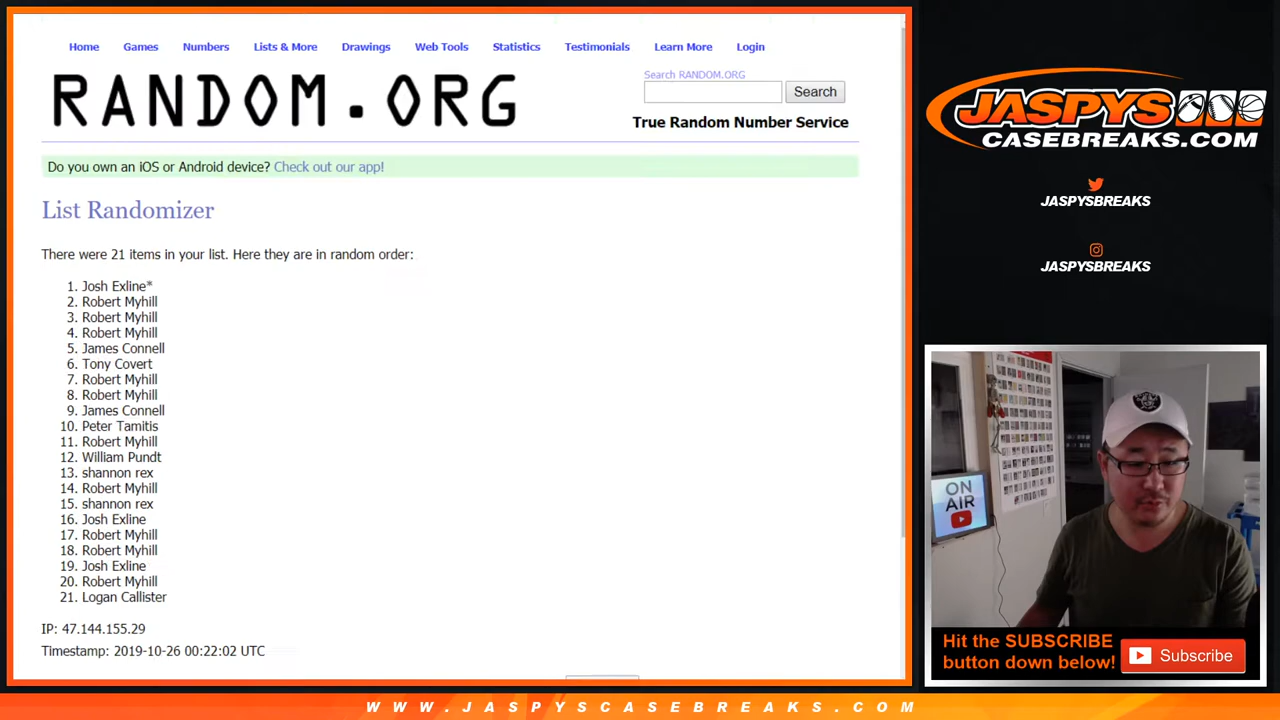 Home Games Numbers Lists & More Drawings Web Tools Statistics Testimonials Learn More Login
RANDOM.ORG
Search RANDOM.ORG
Search
True Random Number Service
Do you own an iOS or Android device? Check out our app!
List Randomizer
There were 21 items in your list. Here they are in random order:
1. Josh Exline*
2. Robert Myhill
3. Robert Myhill
4. Robert Myhill
5. James Connell
6. Tony Covert
7. Robert Myhill
8. Robert Myhill
9. James Connell
10. Peter Tamitis
11. Robert Myhill
12. William Pundt
13. shannon rex
14. Robert Myhill
15. shannon rex
16. Josh Exline
17. Robert Myhill
18. Robert Myhill
19. Josh Exline
20. Robert Myhill
21. Logan Callister
IP: 47.144.155.29
Timestamp: 2019-10-26 00:22:02 UTC
JASPYS
CASEBREAKS.COM
JASPYSBREAKS
JASPYSBREAKS
ON
AIR
Hit the SUBSCRIBE
button down below!
Subscribe
WWW.JASPYSCASEBREAKS.COM